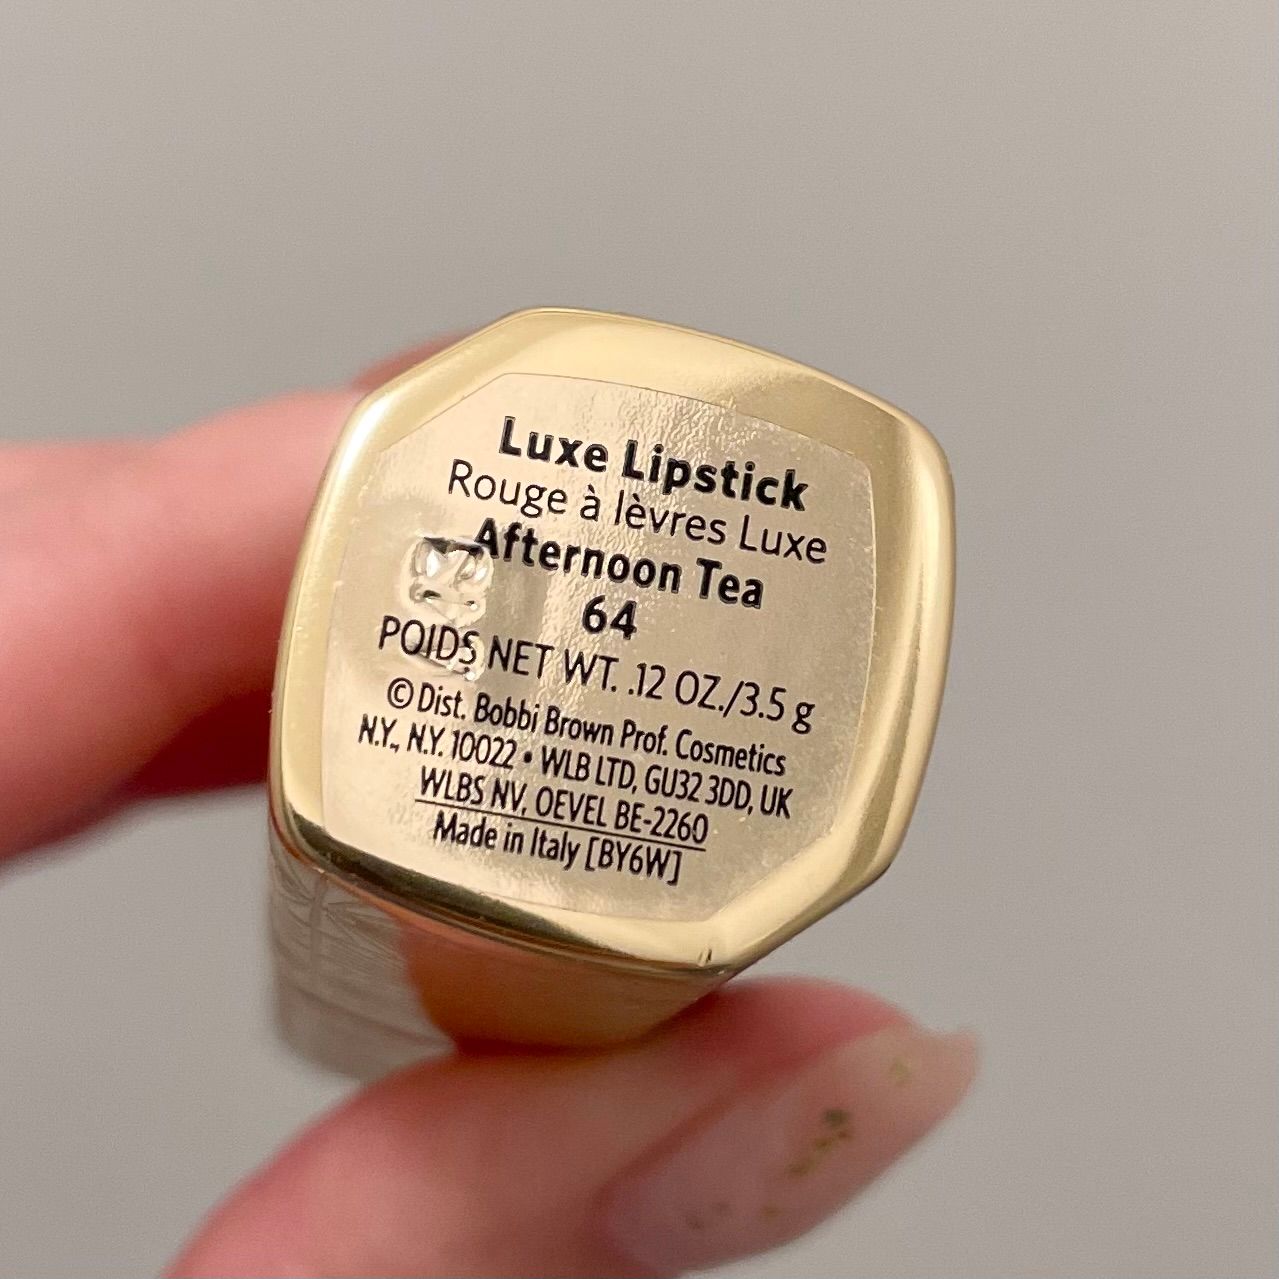 Luxe Lipstick
Rouge à lèvres Luxe
Afternoon Tea
64
POIDS NET WT. .12 OZ./3.5 g
© Dist. Bobbi Brown Prof. Cosmetics
N.Y., N.Y. 10022 • WLB LTD, GU32 3DD, UK
WLBS NV, OEVEL BE-2260
Made in Italy [BY6W]